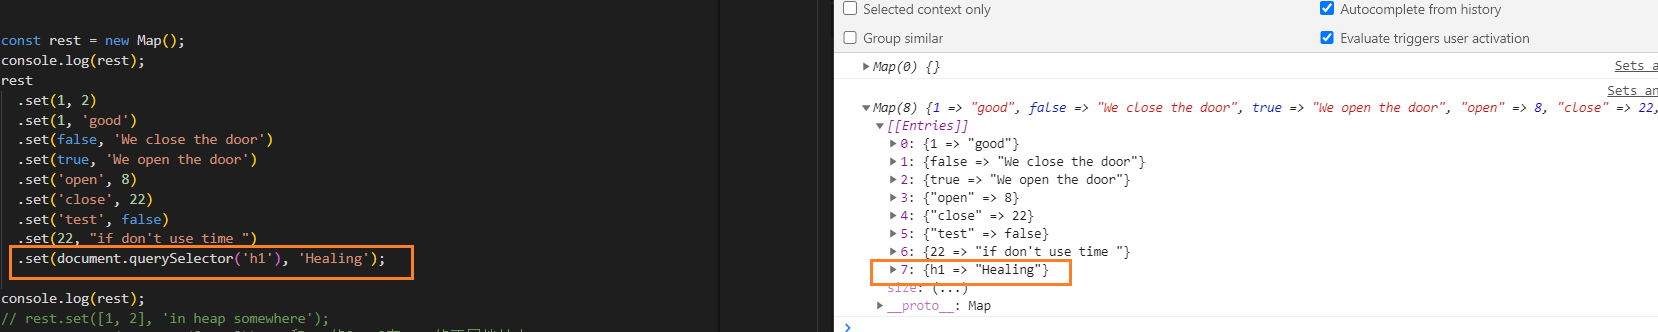 const rest = new Map();
console.log(rest);
rest
.set(1, 2)
.set(1, 'good')
.set(false, 'We close the door')
.set(true, 'We open the door')
.set('open', 8)
.set('close', 22)
.set('test', false)
.set(22, "if don't use time ")
.set(document.querySelector('h1'), 'Healing');
console.log(rest);
// rest.set([1, 2], 'in heap somewhere');
Selected context only
Autocomplete from history
Group similar
Evaluate triggers user activation
Map(0) {}
Sets a
Sets an
Map(8) {1 => "good", false => "We close the door", true => "We open the door", "open" => 8, "close" => 22,
[[Entries]]
0: {1 => "good"}
1: {false => "We close the door"}
2: {true => "We open the door"}
3: {"open" => 8}
4: {"close" => 22}
5: {"test" => false}
6: {22 => "if don't use time "}
7: {h1 => "Healing"}
size: (...)
__proto__: Map